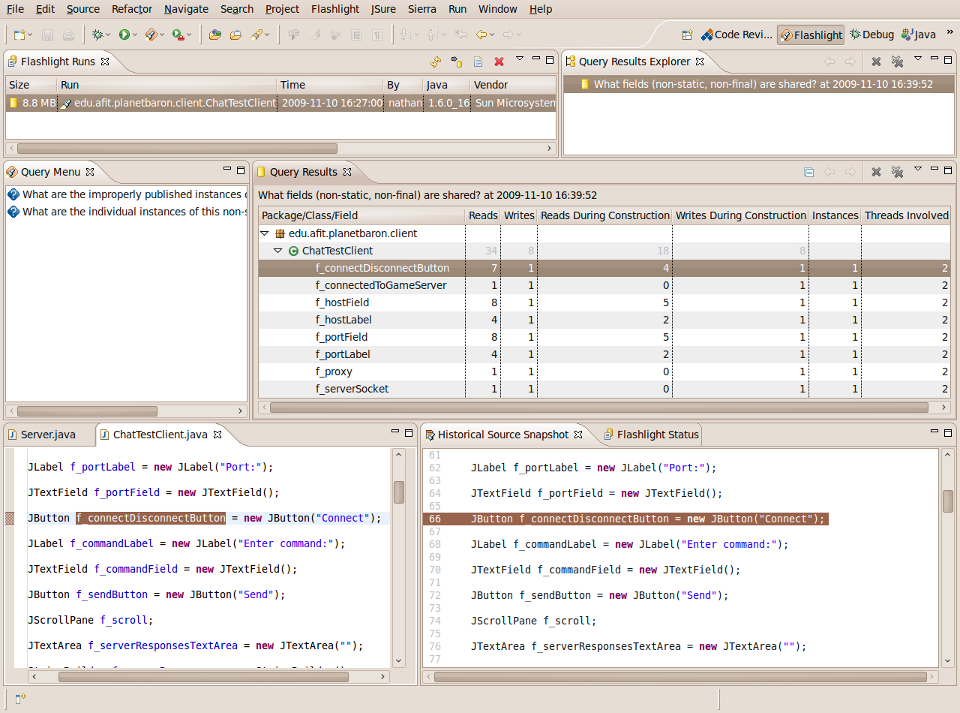 File Edit Source Refactor Navigate Search Project Flashlight JSure Sierra Run Window Help
Code Revi... Flashlight Debug Java
Flashlight Runs
Size Run Time By Java Vendor
8.8 MB edu.afit.planetbaron.client.ChatTestClient 2009-11-10 16:27:00 nathan 1.6.0_16 Sun Microsystem
Query Results Explorer
What fields (non-static, non-final) are shared? at 2009-11-10 16:39:52
Query Menu
What are the improperly published instances
What are the individual instances of this non-s
Query Results
What fields (non-static, non-final) are shared? at 2009-11-10 16:39:52
Package/Class/Field Reads Writes Reads During Construction Writes During Construction Instances Threads Involved
edu.afit.planetbaron.client
ChatTestClient 34 8 18 8
f_connectDisconnectButton 7 1 4 1 1 2
f_connectedToGameServer 1 1 0 1 1 2
f_hostField 8 1 5 1 1 2
f_hostLabel 4 1 2 1 1 2
f_portField 8 1 5 1 1 2
f_portLabel 4 1 2 1 1 2
f_proxy 1 1 0 1 1 2
f_serverSocket 1 1 0 1 1 2
Server.java ChatTestClient.java
JLabel f_portLabel = new JLabel("Port:");
JTextField f_portField = new JTextField();
JButton f_connectDisconnectButton = new JButton("Connect");
JLabel f_commandLabel = new JLabel("Enter command:");
JTextField f_commandField = new JTextField();
JButton f_sendButton = new JButton("Send");
JScrollPane f_scroll;
JTextArea f_serverResponsesTextArea = new JTextArea("");
Historical Source Snapshot Flashlight Status
61
62 JLabel f_portLabel = new JLabel("Port:");
63
64 JTextField f_portField = new JTextField();
65
66 JButton f_connectDisconnectButton = new JButton("Connect");
67
68 JLabel f_commandLabel = new JLabel("Enter command:");
69
70 JTextField f_commandField = new JTextField();
71
72 JButton f_sendButton = new JButton("Send");
73
74 JScrollPane f_scroll;
75
76 JTextArea f_serverResponsesTextArea = new JTextArea("");
77